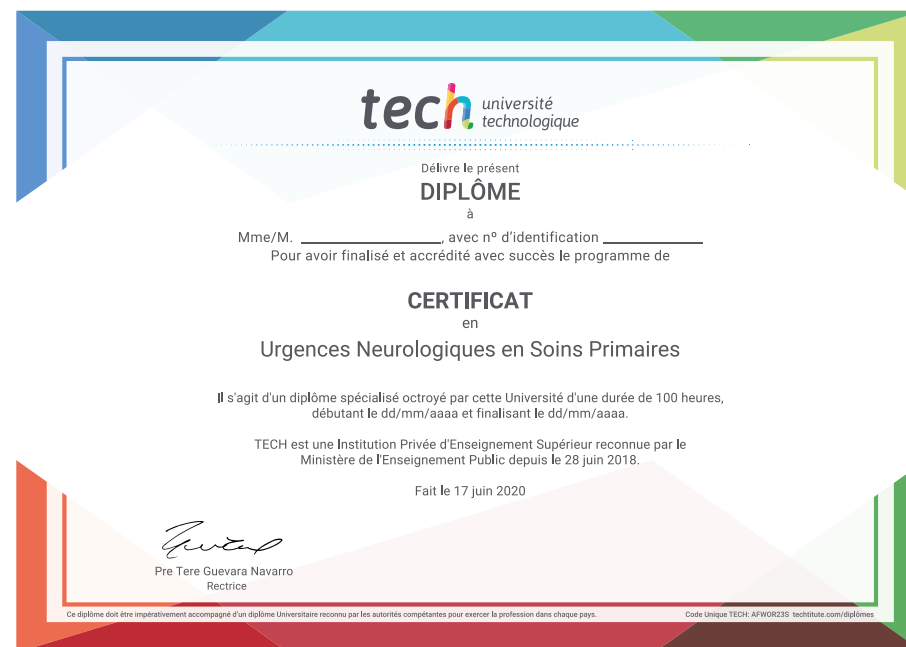 tech université
technologique
Délivre le présent
DIPLÔME
à
Mme/M. ____________________, avec nº d'identification ______________
Pour avoir finalisé et accrédité avec succès le programme de
CERTIFICAT
en
Urgences Neurologiques en Soins Primaires
Il s'agit d'un diplôme spécialisé octroyé par cette Université d'une durée de 100 heures,
débutant le dd/mm/aaaa et finalisant le dd/mm/aaaa.
TECH est une Institution Privée d'Enseignement Supérieur reconnue par le
Ministère de l'Enseignement Public depuis le 28 juin 2018.
Fait le 17 juin 2020
Pre Tere Guevara Navarro
Rectrice
Ce diplôme doit être impérativement accompagné d'un diplôme Universitaire reconnu par les autorités compétantes pour exercer la profession dans chaque pays.
Code Unique TECH: AFWOR23S techtitute.com/diplômes